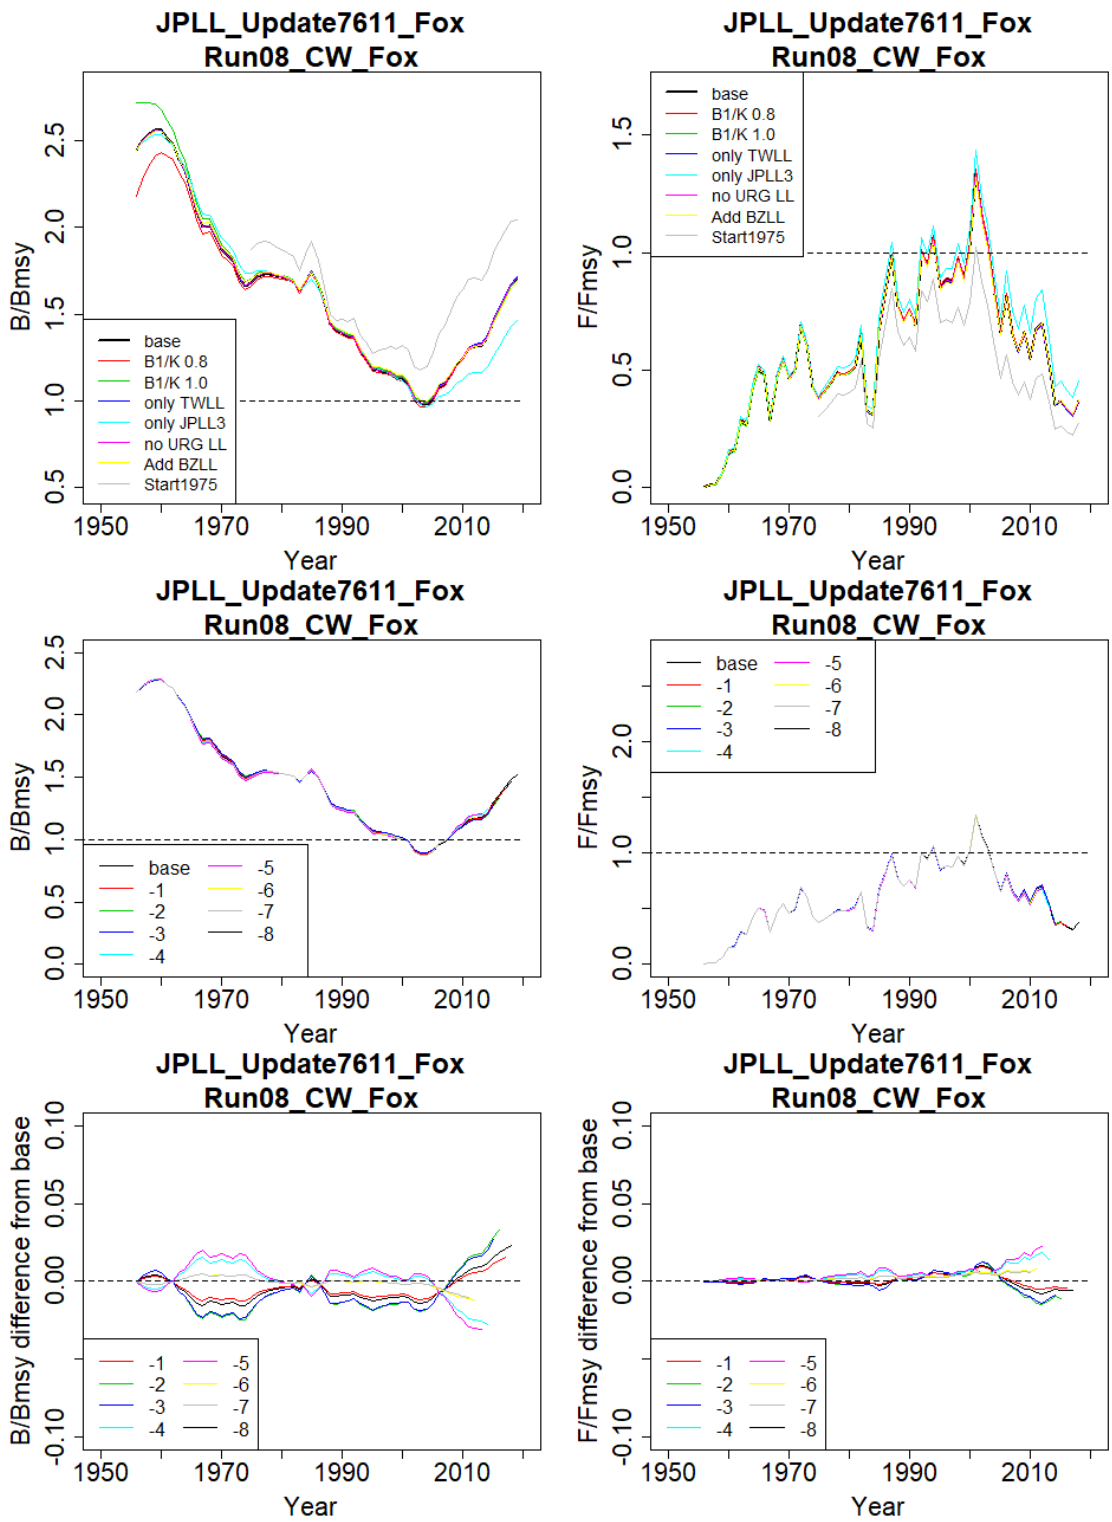 JPLL_Update7611_Fox
Run08_CW_Fox
B/Bmsy
2.5
2.0
1.5
1.0
0.5
base
B1/K 0.8
B1/K 1.0
only TWLL
only JPLL3
no URG LL
Add BZLL
Start1975
1950
1970
1990
2010
Year
JPLL_Update7611_Fox
Run08_CW_Fox
F/Fmsy
1.5
1.0
0.5
0.0
base
B1/K 0.8
B1/K 1.0
only TWLL
only JPLL3
no URG LL
Add BZLL
Start1975
1950
1970
1990
2010
Year
JPLL_Update7611_Fox
Run08_CW_Fox
B/Bmsy
2.5
2.0
1.5
1.0
0.5
0.0
base -5
-1 -6
-2 -7
-3 -8
-4
1950
1970
1990
2010
Year
JPLL_Update7611_Fox
Run08_CW_Fox
F/Fmsy
2.0
1.0
0.0
base -5
-1 -6
-2 -7
-3 -8
-4
1950
1970
1990
2010
Year
JPLL_Update7611_Fox
Run08_CW_Fox
B/Bmsy difference from base
0.10
0.05
0.00
-0.10
-1 -5
-2 -6
-3 -7
-4 -8
1950
1970
1990
2010
Year
JPLL_Update7611_Fox
Run08_CW_Fox
F/Fmsy difference from base
0.10
0.05
0.00
-0.10
-1 -5
-2 -6
-3 -7
-4 -8
1950
1970
1990
2010
Year